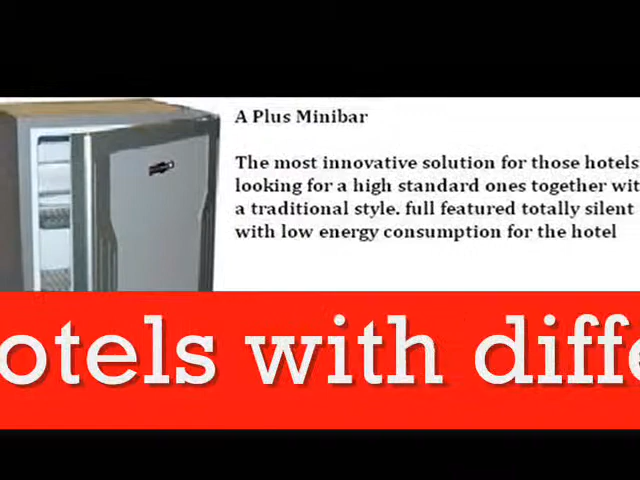 A Plus Minibar
The most innovative solution for those hotels
looking for a high standard ones together wit
a traditional style. full featured totally silent
with low energy consumption for the hotel
otels with diffe